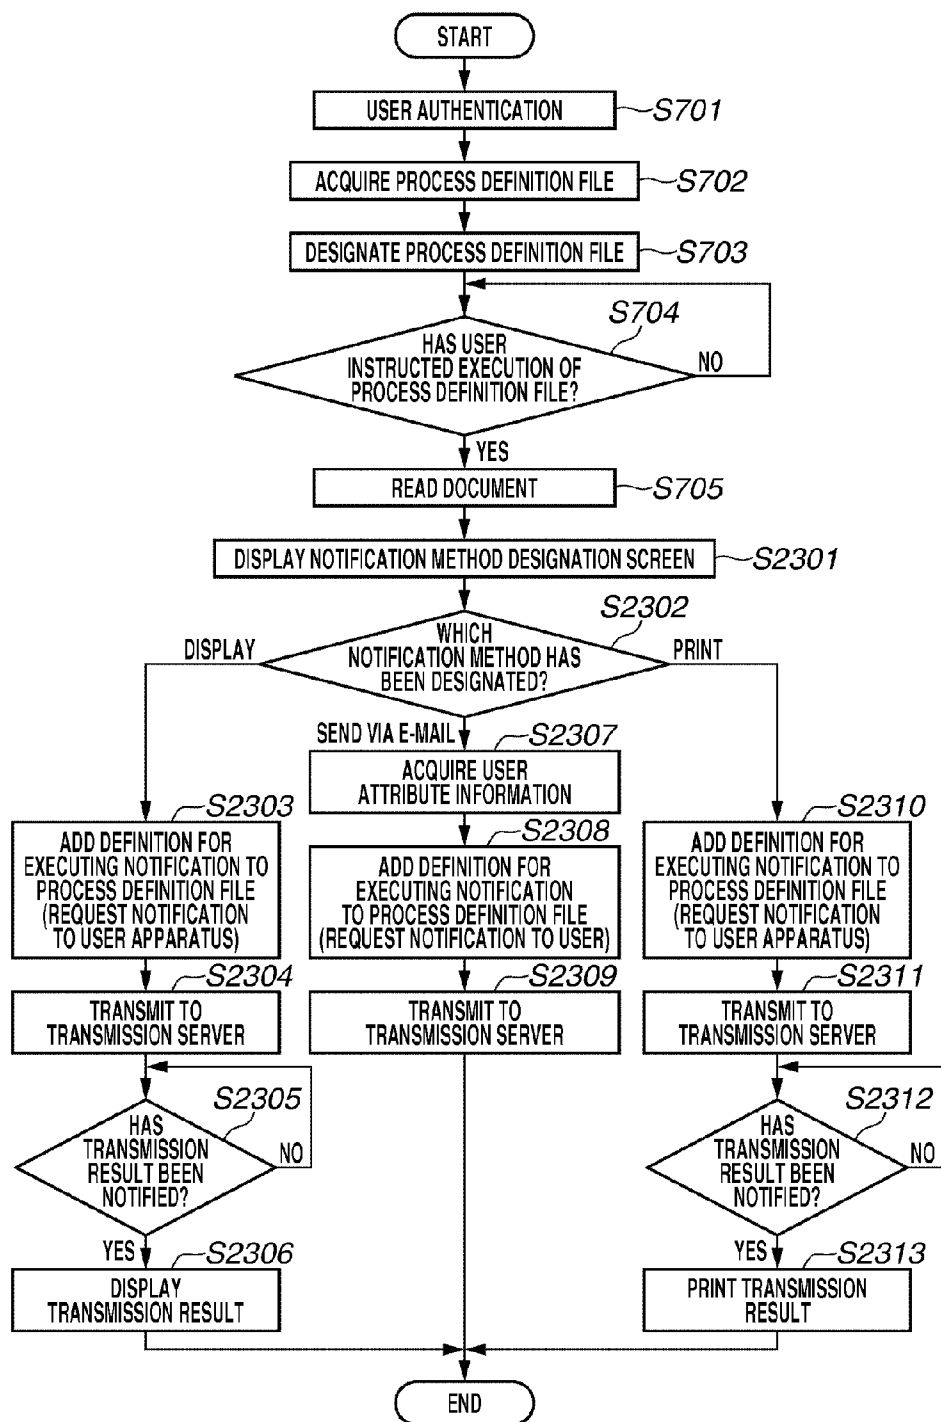 START
USER AUTHENTICATION
S701
ACQUIRE PROCESS DEFINITION FILE
S702
DESIGNATE PROCESS DEFINITION FILE
S703
S704
HAS USER
INSTRUCTED EXECUTION OF
PROCESS DEFINITION FILE?
NO
YES
READ DOCUMENT
S705
DISPLAY NOTIFICATION METHOD DESIGNATION SCREEN
S2301
S2302
WHICH
NOTIFICATION METHOD HAS
BEEN DESIGNATED?
DISPLAY
PRINT
SEND VIA E-MAIL
S2303
ADD DEFINITION FOR
EXECUTING NOTIFICATION TO
PROCESS DEFINITION FILE
(REQUEST NOTIFICATION
TO USER APPARATUS)
S2304
TRANSMIT TO
TRANSMISSION SERVER
S2305
HAS
TRANSMISSION
RESULT BEEN
NOTIFIED?
NO
YES
S2306
DISPLAY
TRANSMISSION RESULT
S2307
ACQUIRE USER
ATTRIBUTE INFORMATION
S2308
ADD DEFINITION FOR
EXECUTING NOTIFICATION
TO PROCESS DEFINITION FILE
(REQUEST NOTIFICATION TO USER)
S2309
TRANSMIT TO
TRANSMISSION SERVER
S2310
ADD DEFINITION FOR
EXECUTING NOTIFICATION TO
PROCESS DEFINITION FILE
(REQUEST NOTIFICATION
TO USER APPARATUS)
S2311
TRANSMIT TO
TRANSMISSION SERVER
S2312
HAS
TRANSMISSION
RESULT BEEN
NOTIFIED?
NO
YES
S2313
PRINT TRANSMISSION
RESULT
END